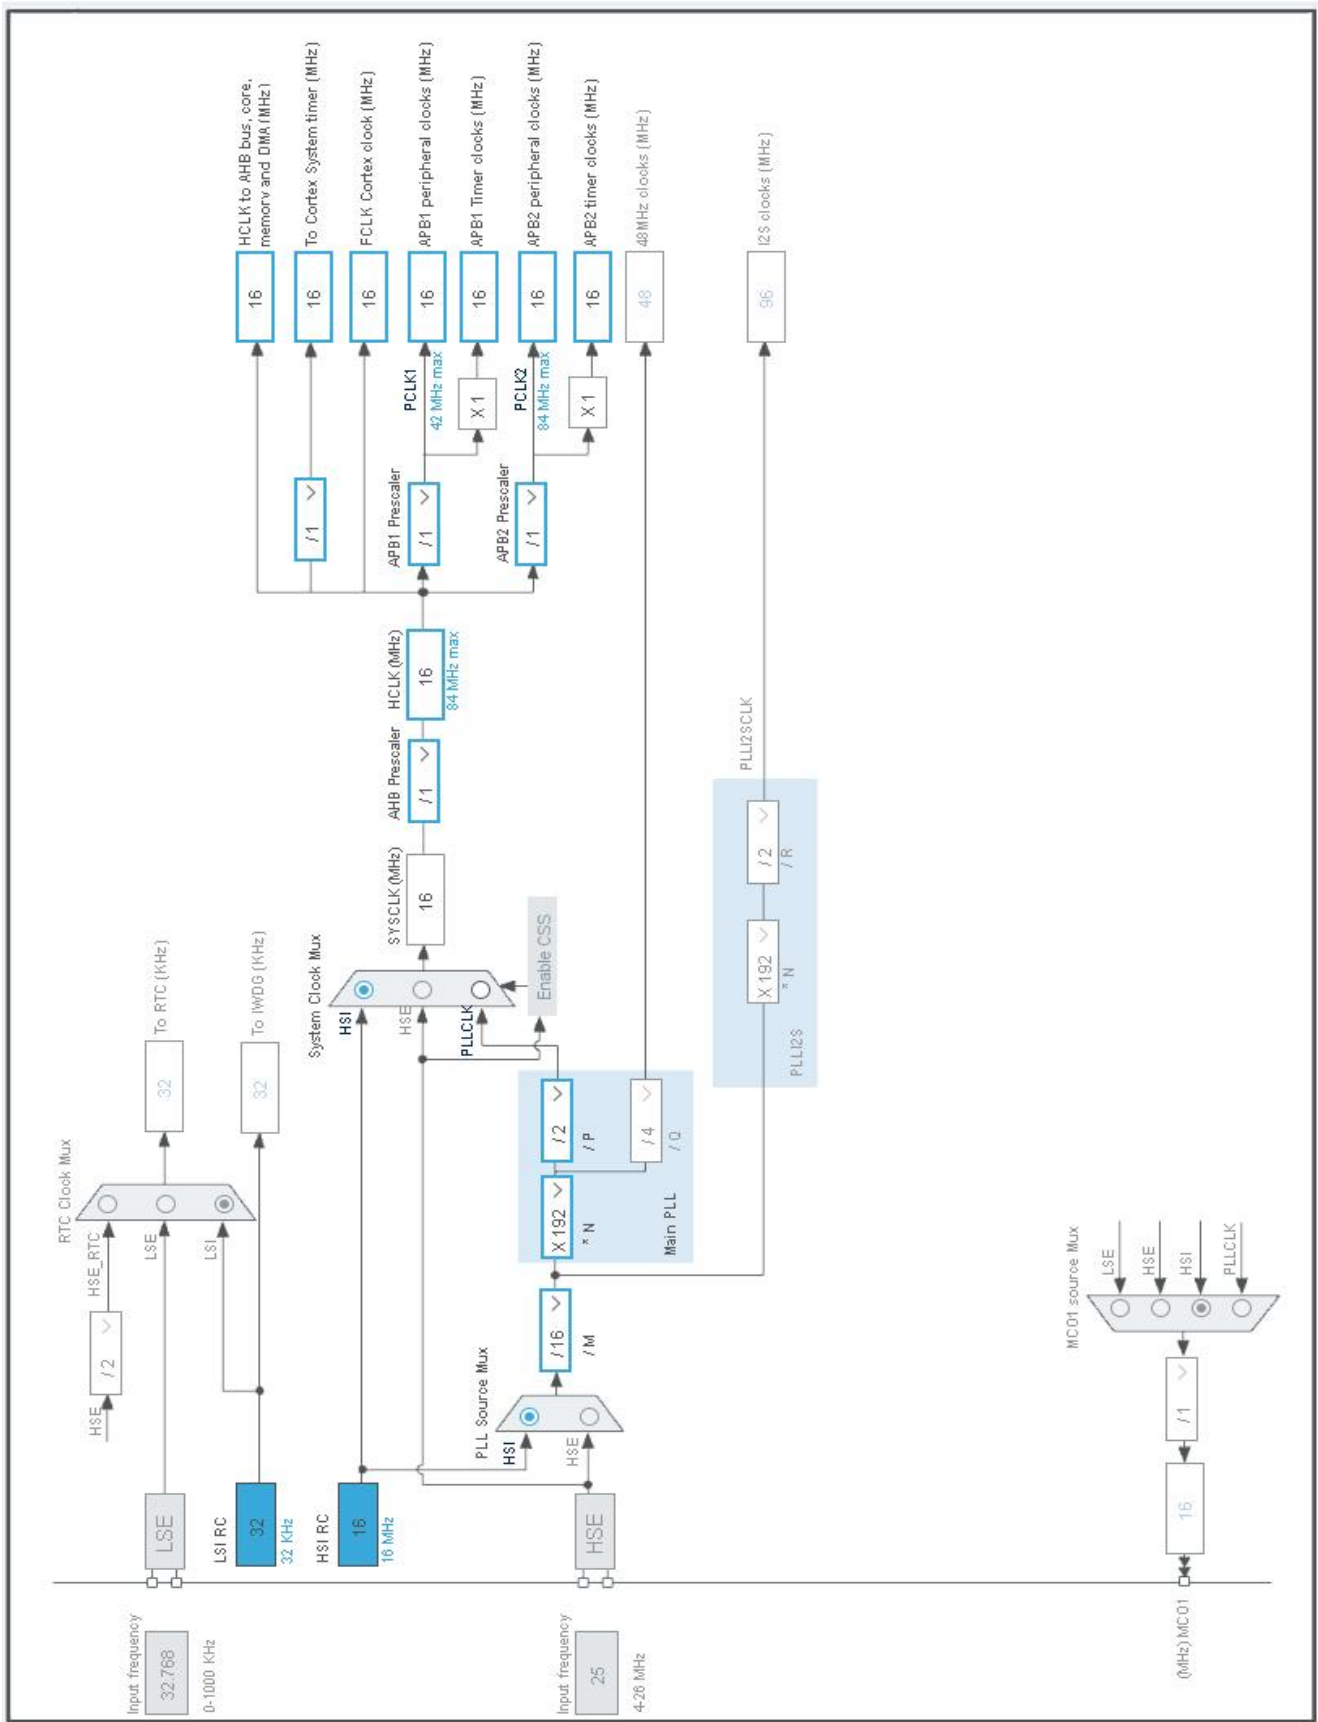 Input frequency
32.768
0-1000 KHz
LSE
HSE
/ 2
HSE_RTC
LSE
LSI
RTC Clock Mux
32
To RTC (KHz)
LSI RC
32
32 KHz
32
To IWDG (KHz)
HSI RC
16
16 MHz
System Clock Mux
HSI
HSE
PLLCLK
Enable CSS
SYSCLK (MHz)
16
AHB Prescaler
/ 1
HCLK (MHz)
16
84 MHz max
/ 1
APB1 Prescaler
/ 1
PCLK1
42 MHz max
X 1
APB2 Prescaler
/ 1
PCLK2
84 MHz max
X 1
16
HCLK to AHB bus, core,
memory and DMA (MHz)
16
To Cortex System timer (MHz)
16
FCLK Cortex clock (MHz)
16
APB1 peripheral clocks (MHz)
16
APB1 Timer clocks (MHz)
16
APB2 peripheral clocks (MHz)
16
APB2 timer clocks (MHz)
48
48MHz clocks (MHz)
96
I2S clocks (MHz)
Input frequency
25
4-26 MHz
HSE
PLL Source Mux
HSI
HSE
/ 16
/ M
X 192
* N
/ 2
/ P
/ 4
/ Q
Main PLL
X 192
* N
/ 2
/ R
PLLI2S
PLLI2SCLK
(MHz) MCO1
16
/ 1
MCO1 source Mux
LSE
HSE
HSI
PLLCLK